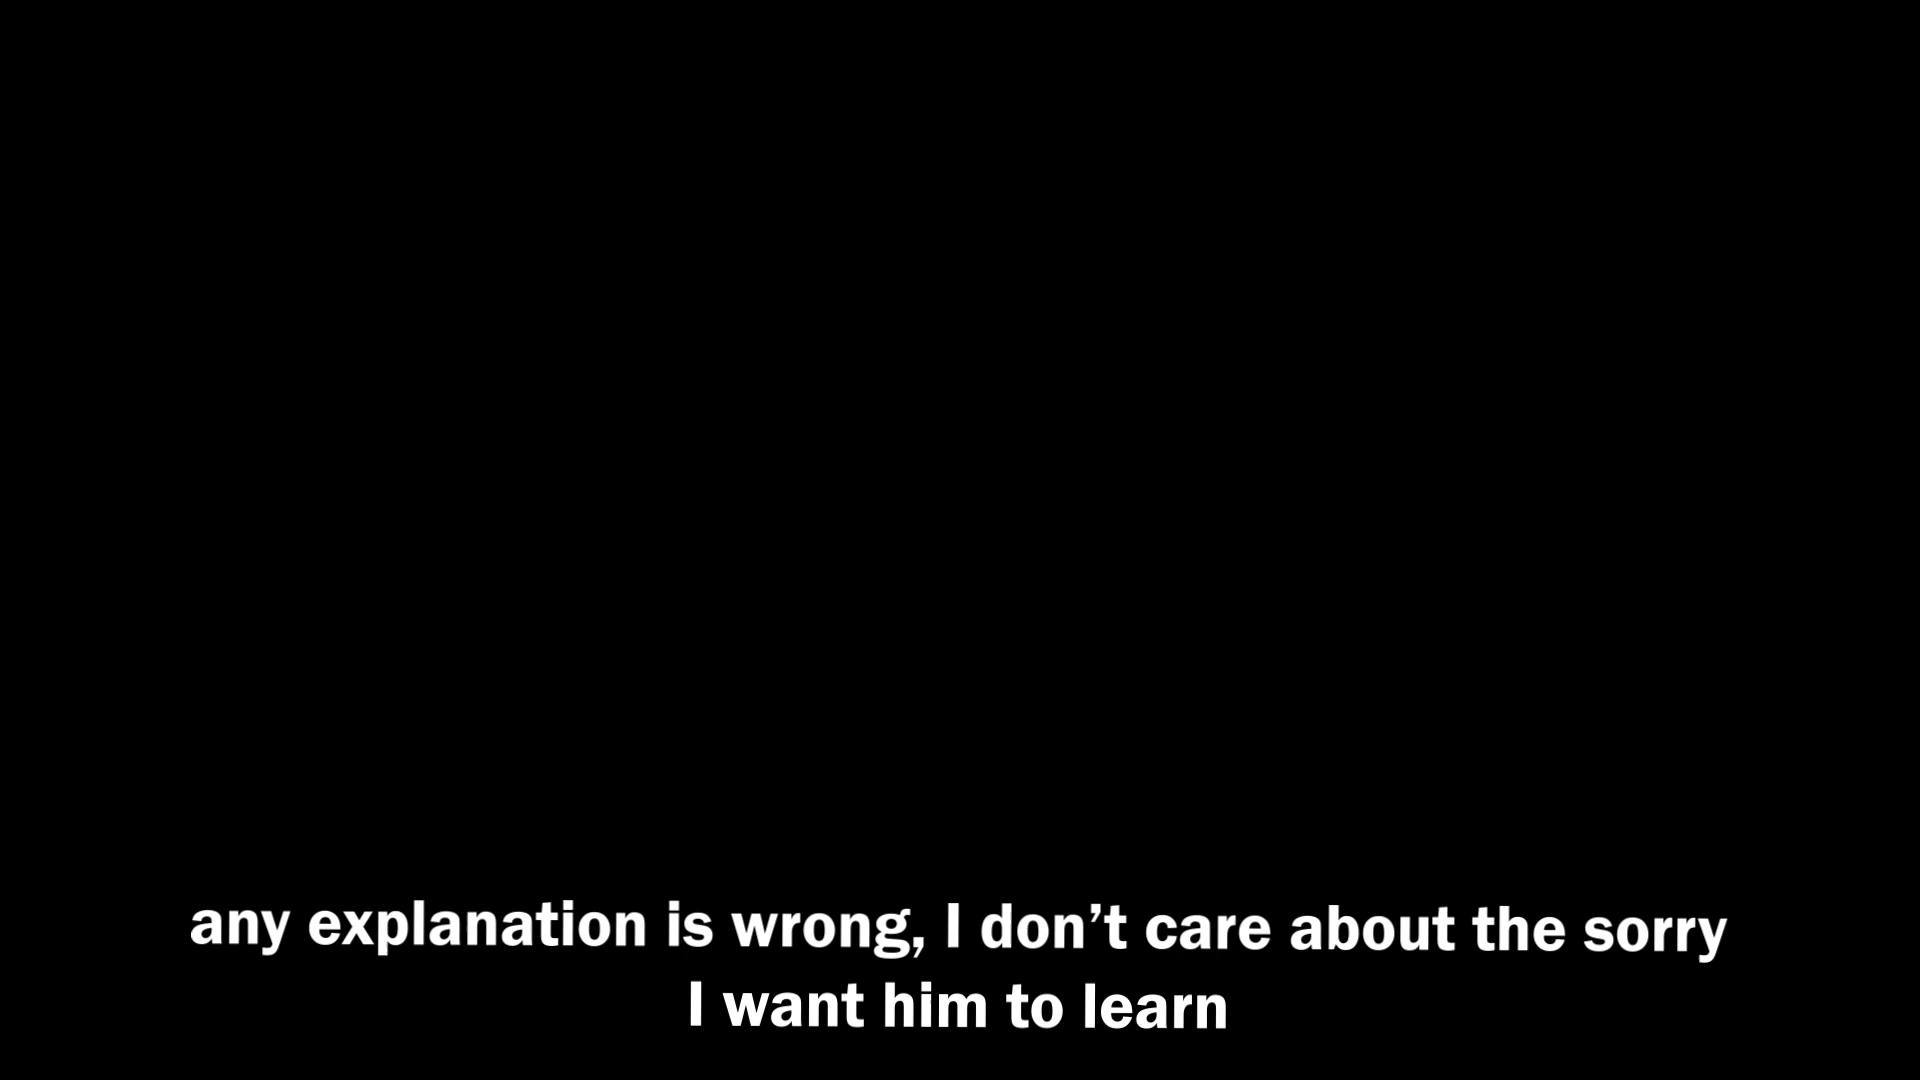 any explanation is wrong, I don’t care about the sorry
I want him to learn